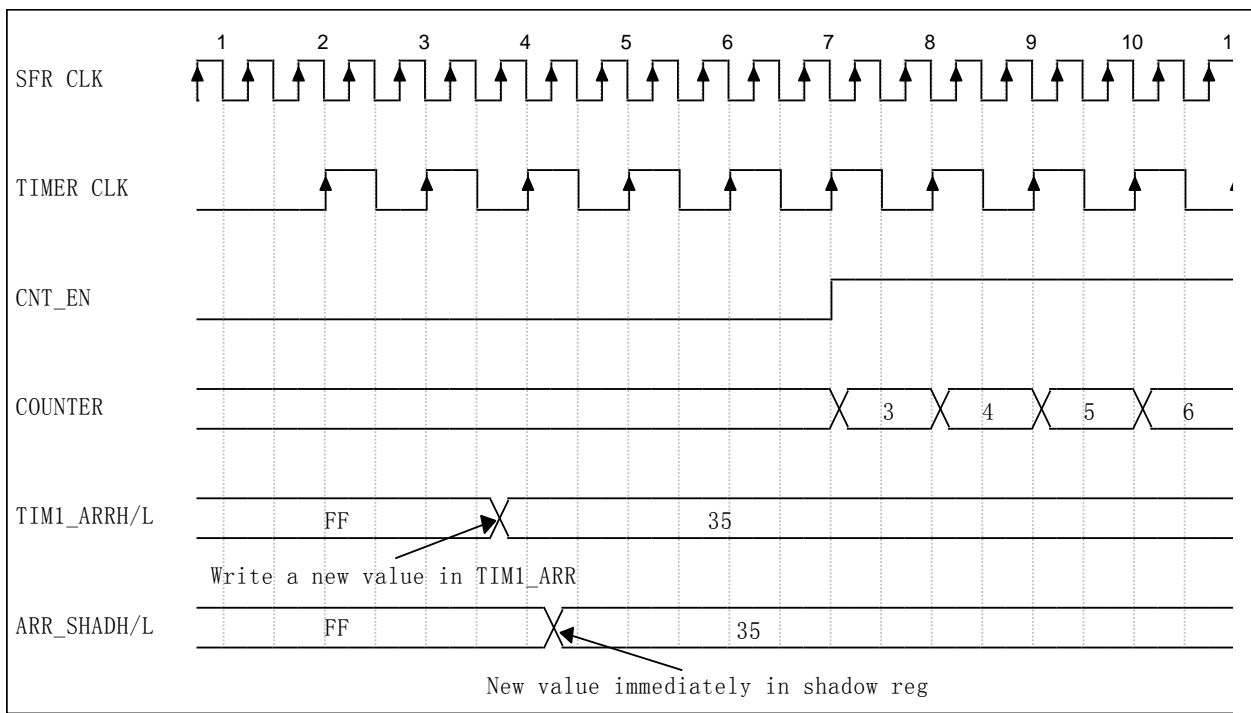 1 2 3 4 5 6 7 8 9 10 1
SFR CLK
TIMER CLK
CNT_EN
COUNTER 3 4 5 6
TIM1_ARRH/L FF 35
Write a new value in TIM1_ARR
ARR_SHADH/L FF 35
New value immediately in shadow reg